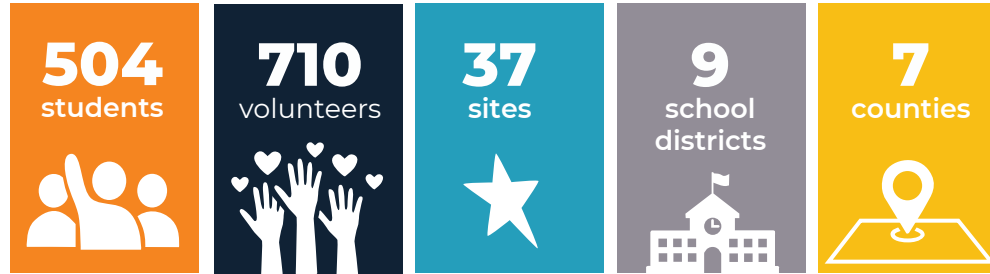 504
students
710
volunteers
37
sites
9
school
districts
7
counties